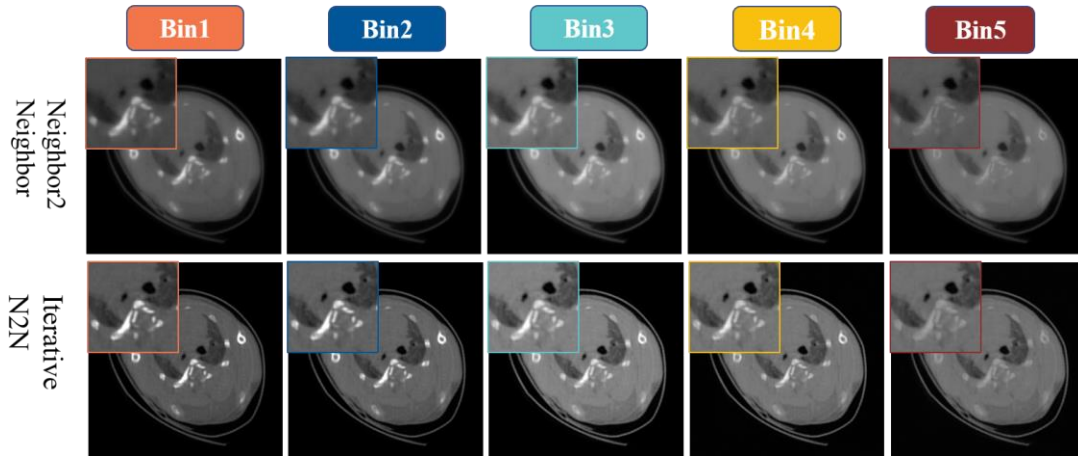 Bin1
Bin2
Bin3
Bin4
Bin5
Neighbor2
Neighbor
Iterative
N2N